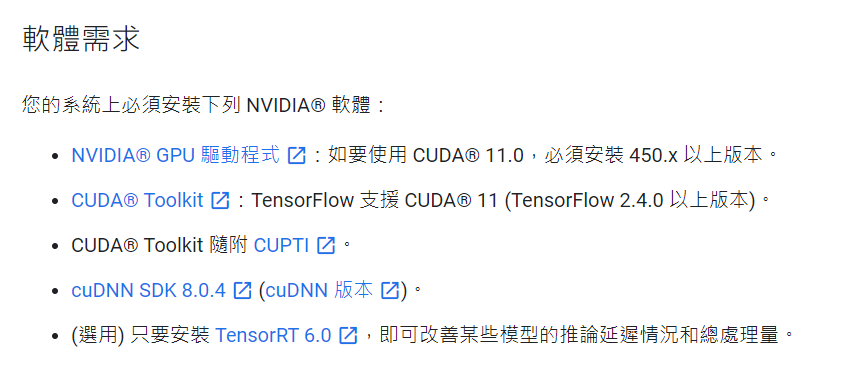 軟體需求
您的系統上必須安裝下列 NVIDIA® 軟體：
• NVIDIA® GPU 驅動程式：如要使用 CUDA® 11.0，必須安裝 450.x 以上版本。
• CUDA® Toolkit：TensorFlow 支援 CUDA® 11 (TensorFlow 2.4.0 以上版本)。
• CUDA® Toolkit 隨附 CUPTI。
• cuDNN SDK 8.0.4 (cuDNN 版本)。
• (選用) 只要安裝 TensorRT 6.0，即可改善某些模型的推論延遲情況和總處理量。